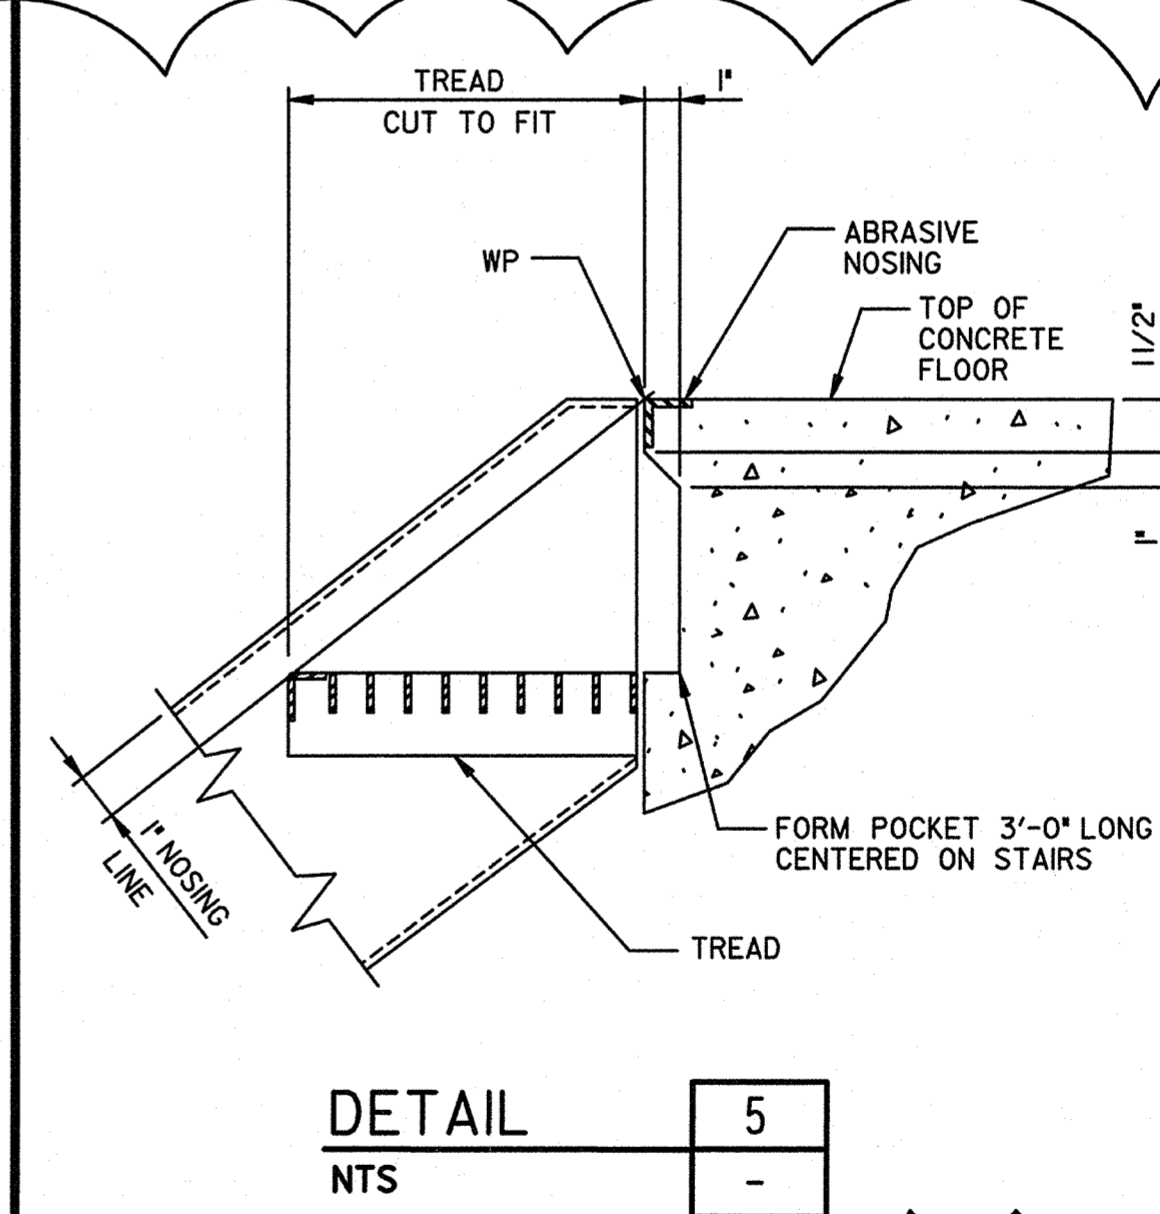 TREAD
CUT TO FIT
1"
WP
ABRASIVE
NOSING
TOP OF
CONCRETE
FLOOR
1 1/2"
1"
1" NOSING
LINE
FORM POCKET 3'-0" LONG
CENTERED ON STAIRS
TREAD
DETAIL
5
NTS
-